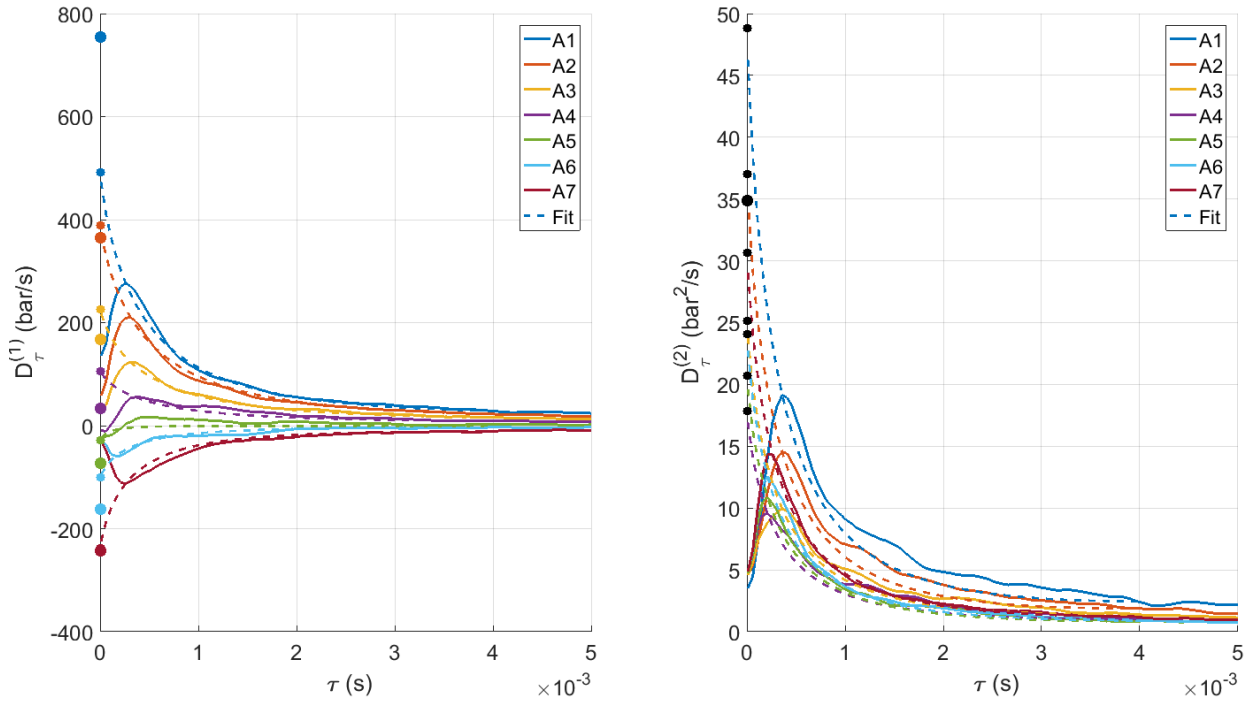 800
600
400
200
0
-200
-400
D_τ^(1) (bar/s)
0
1
2
3
4
5
τ (s)
×10^-3
A1
A2
A3
A4
A5
A6
A7
Fit
50
45
40
35
30
25
20
15
10
5
0
D_τ^(2) (bar^2/s)
0
1
2
3
4
5
τ (s)
×10^-3
A1
A2
A3
A4
A5
A6
A7
Fit